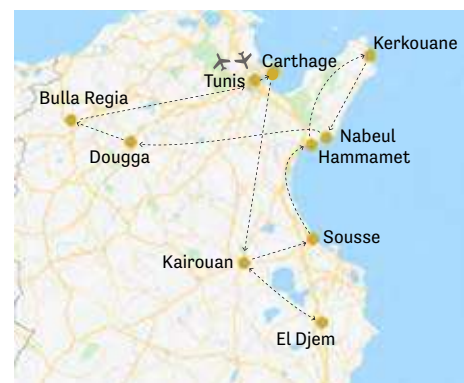 Kerkouane
Carthage
Tunis
Bulla Regia
Nabeul
Dougga
Hammamet
Sousse
Kairouan
El Djem